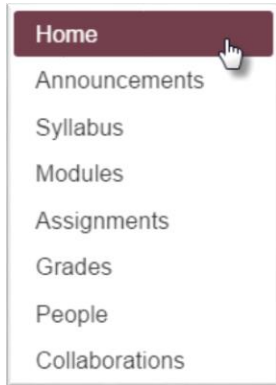 Home
Announcements
Syllabus
Modules
Assignments
Grades
People
Collaborations